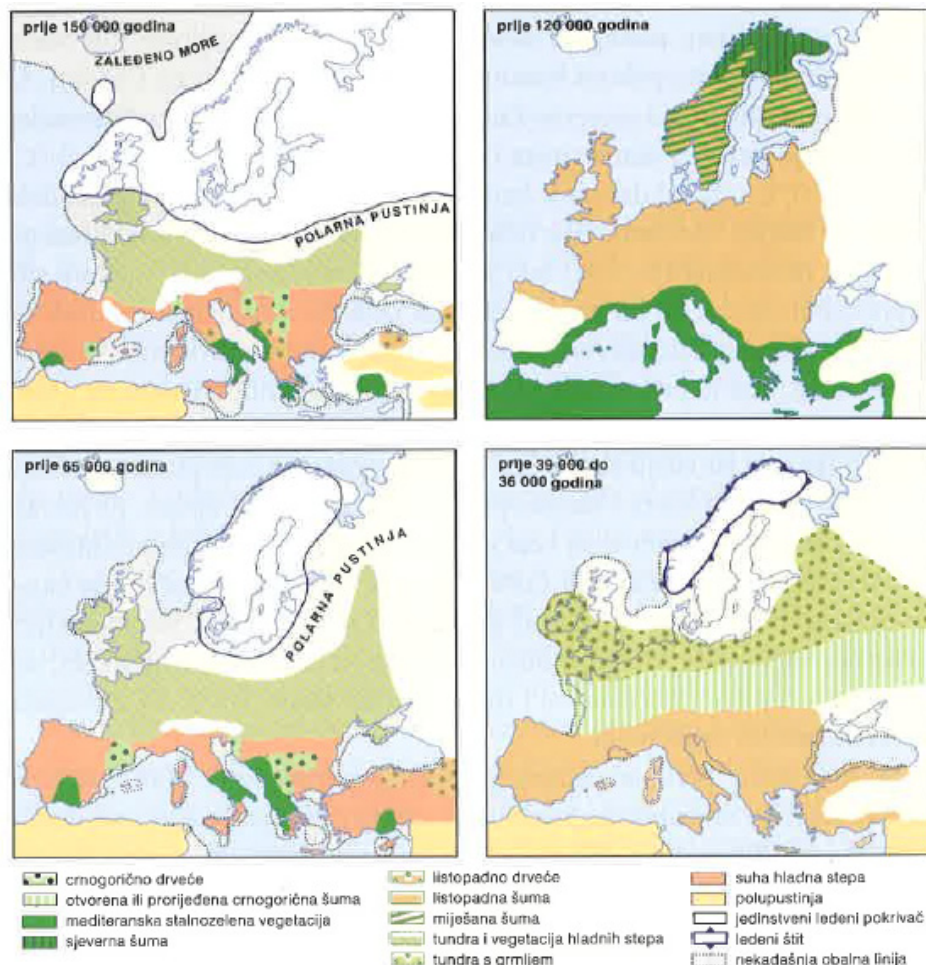 prije 150 000 godina
ZALEĐENO MORE
POLARNA PUSTINJA
prije 120 000 godina
prije 65 000 godina
POLARNA PUSTINJA
prije 39 000 do
36 000 godina
crnogorično drveće
otvorena ili prorijeđena crnogorična šuma
mediteranska stalnozelena vegetacija
sjeverna šuma
listopadno drveće
listopadna šuma
miješana šuma
tundra i vegetacija hladnih stepa
tundra s grmljem
suha hladna stepa
polupustinja
jedinstveni ledeni pokrivač
ledeni štit
nekadašnja obalna linija